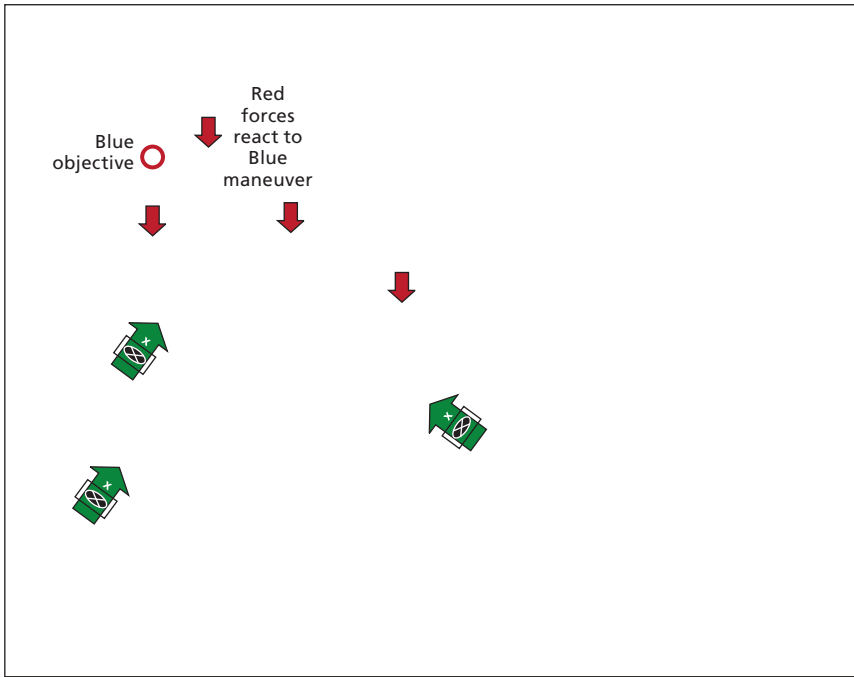 Blue
objective
Red
forces
react to
Blue
maneuver
x
x
x